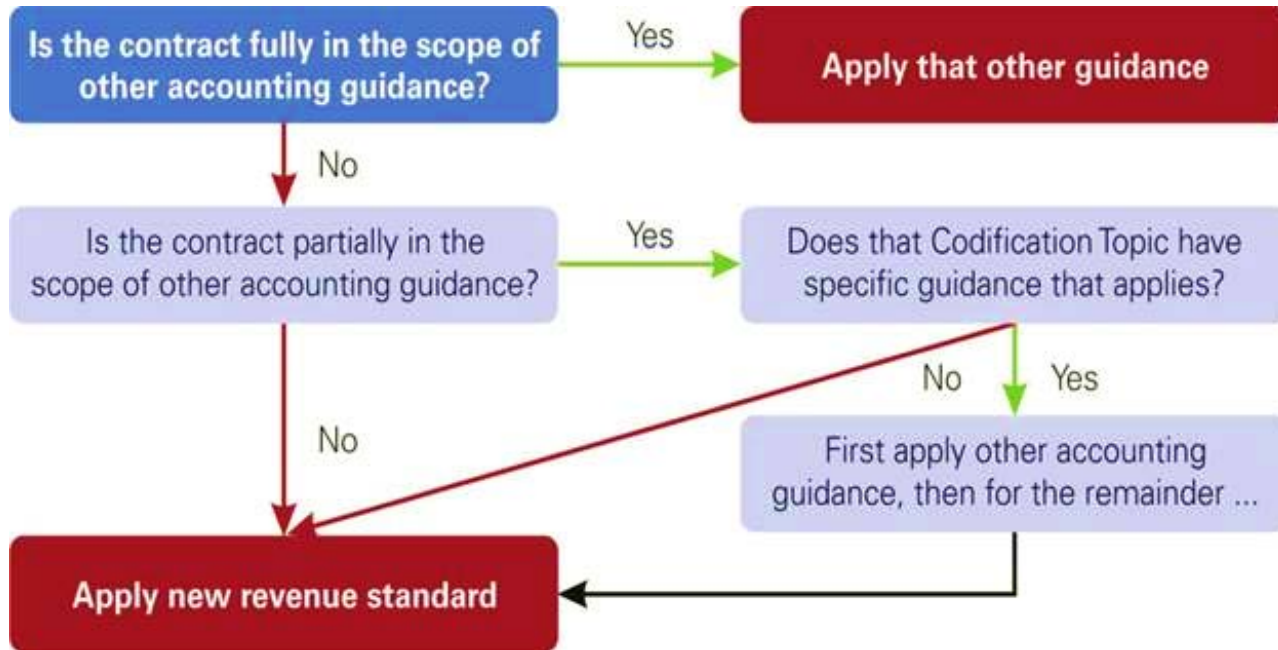 Is the contract fully in the scope of
other accounting guidance?
Yes
Apply that other guidance
No
Is the contract partially in the
scope of other accounting guidance?
Yes
Does that Codification Topic have
specific guidance that applies?
No
Yes
No
First apply other accounting
guidance, then for the remainder ...
Apply new revenue standard